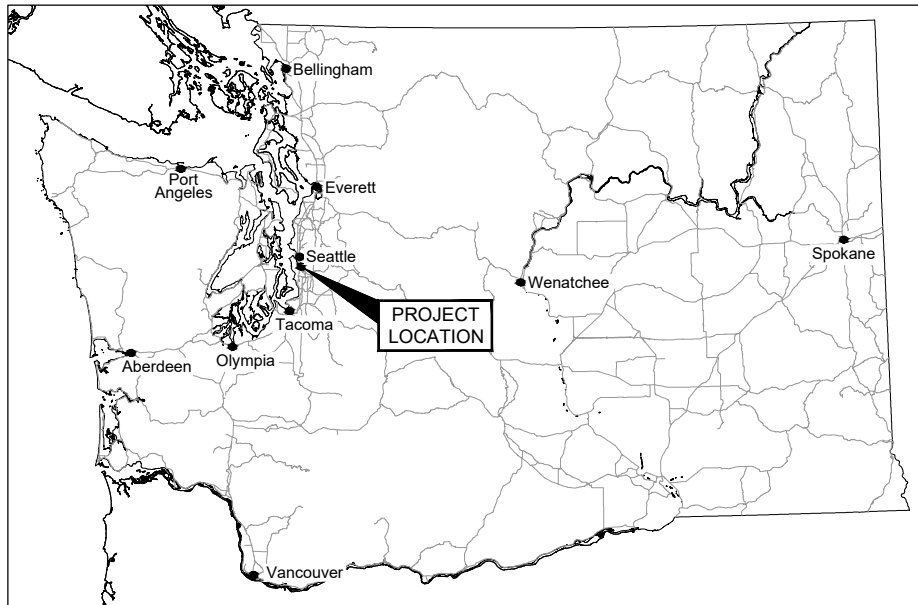 Bellingham
Port
Angeles
Everett
Seattle
Spokane
Wenatchee
PROJECT
LOCATION
Tacoma
Olympia
Aberdeen
Vancouver